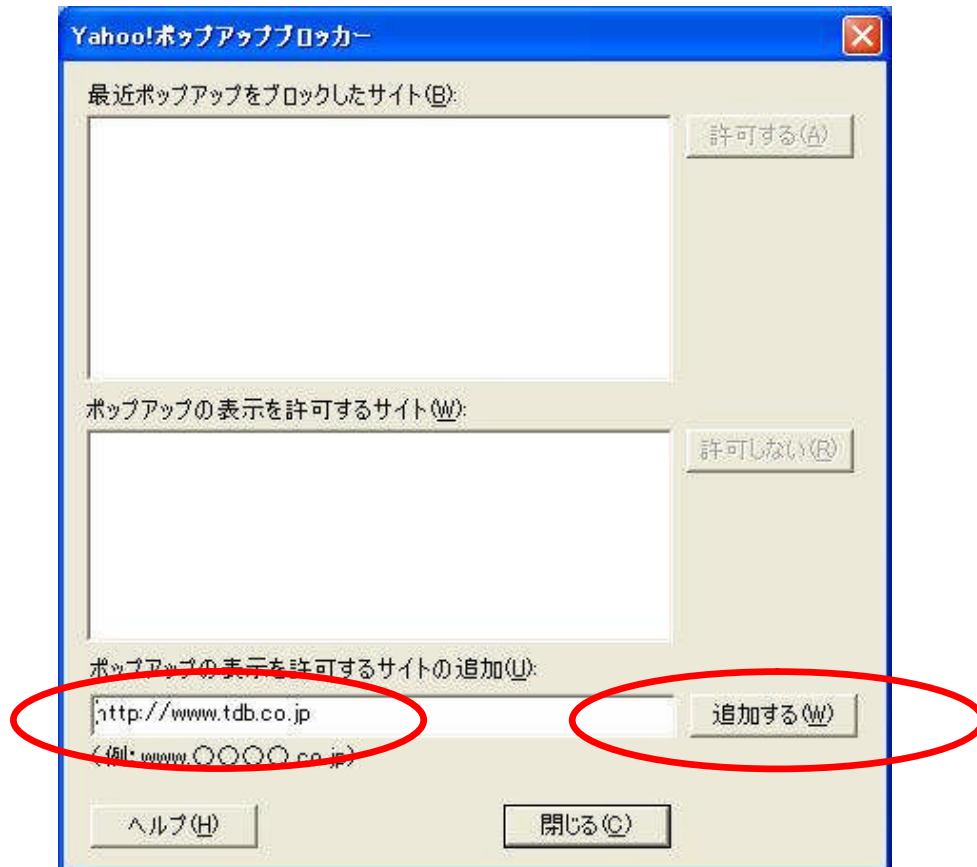 Yahoo!ポップアップブロッカー
最近ポップアップをブロックしたサイト(B):
許可する(A)
ポップアップの表示を許可するサイト(W):
許可しない(R)
ポップアップの表示を許可するサイトの追加(U):
http://www.tdb.co.jp
追加する(W)
(例: www.〇〇〇〇.co.jp)
ヘルプ(H)
閉じる(C)